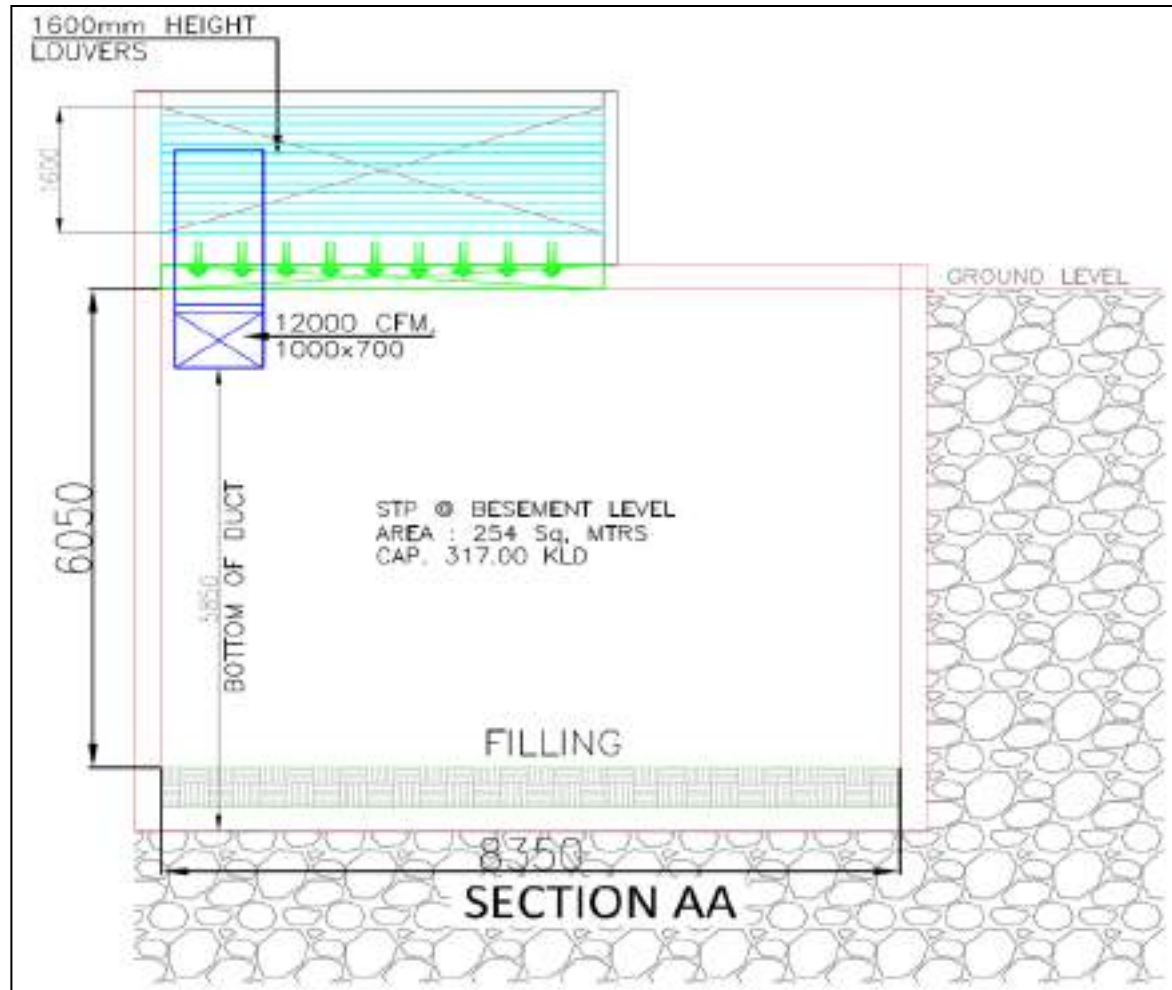 1600mm HEIGHT
LOUVERS
1600
GROUND LEVEL
12000 CFM,
1000x700
6050
5850
BOTTOM OF DUCT
STP @ BESEMENT LEVEL
AREA : 254 Sq, MTRS
CAP. 317.00 KLD
FILLING
8350
SECTION AA